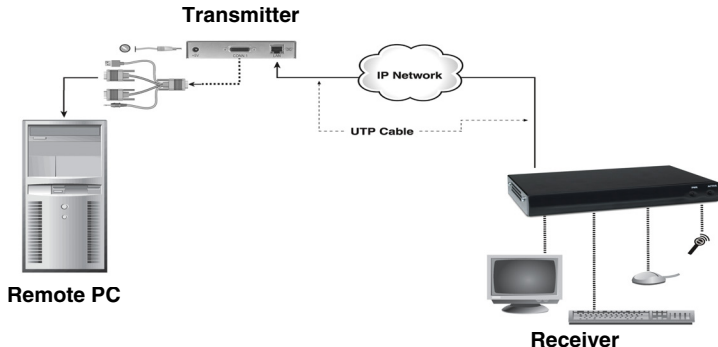 Transmitter
IP Network
UTP Cable
Remote PC
Receiver